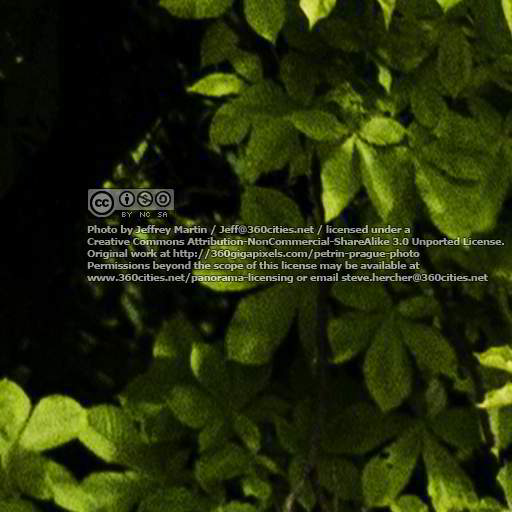 cc BY NC SA
Photo by Jeffrey Martin / Jeff@360cities.net / licensed under a
Creative Commons Attribution-NonCommercial-ShareAlike 3.0 Unported License.
Original work at http://360gigapixels.com/petrin-prague-photo
Permissions beyond the scope of this license may be available at
www.360cities.net/panorama-licensing or email steve.hercher@360cities.net